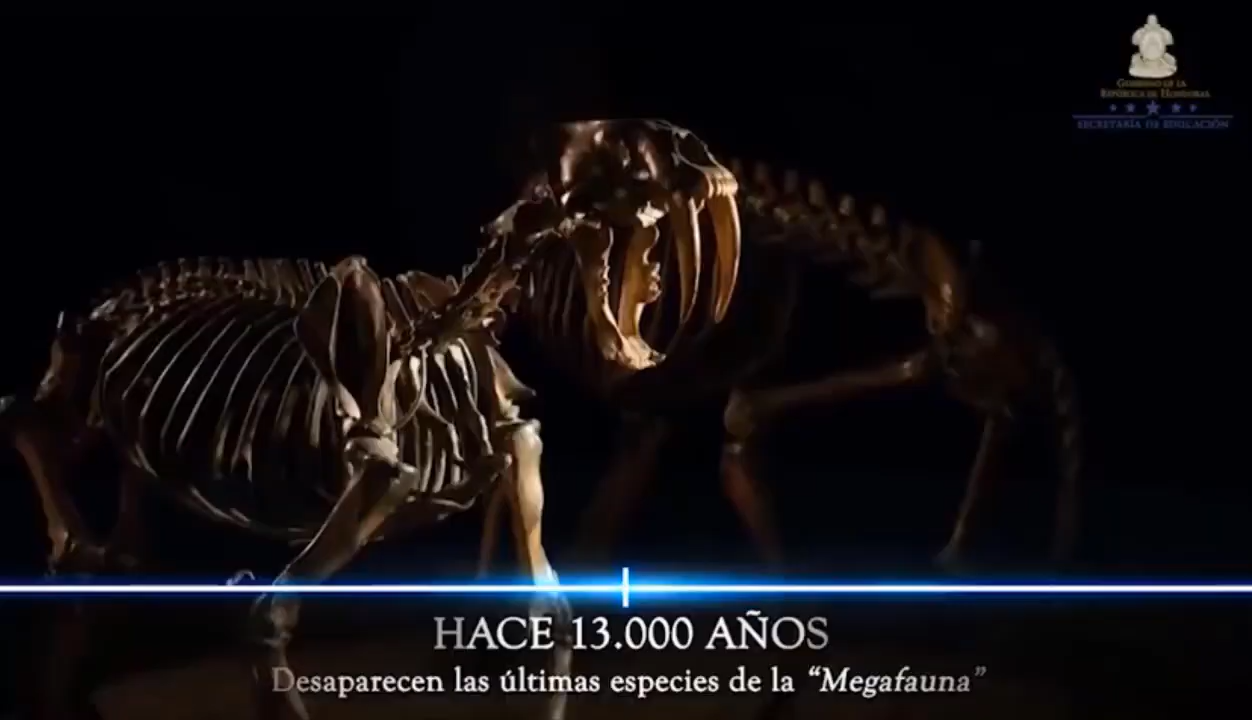 GOBIERNO DE LA
REPÚBLICA DE HONDURAS
SECRETARÍA DE EDUCACIÓN
HACE 13.000 AÑOS
Desaparecen las últimas especies de la “Megafauna”